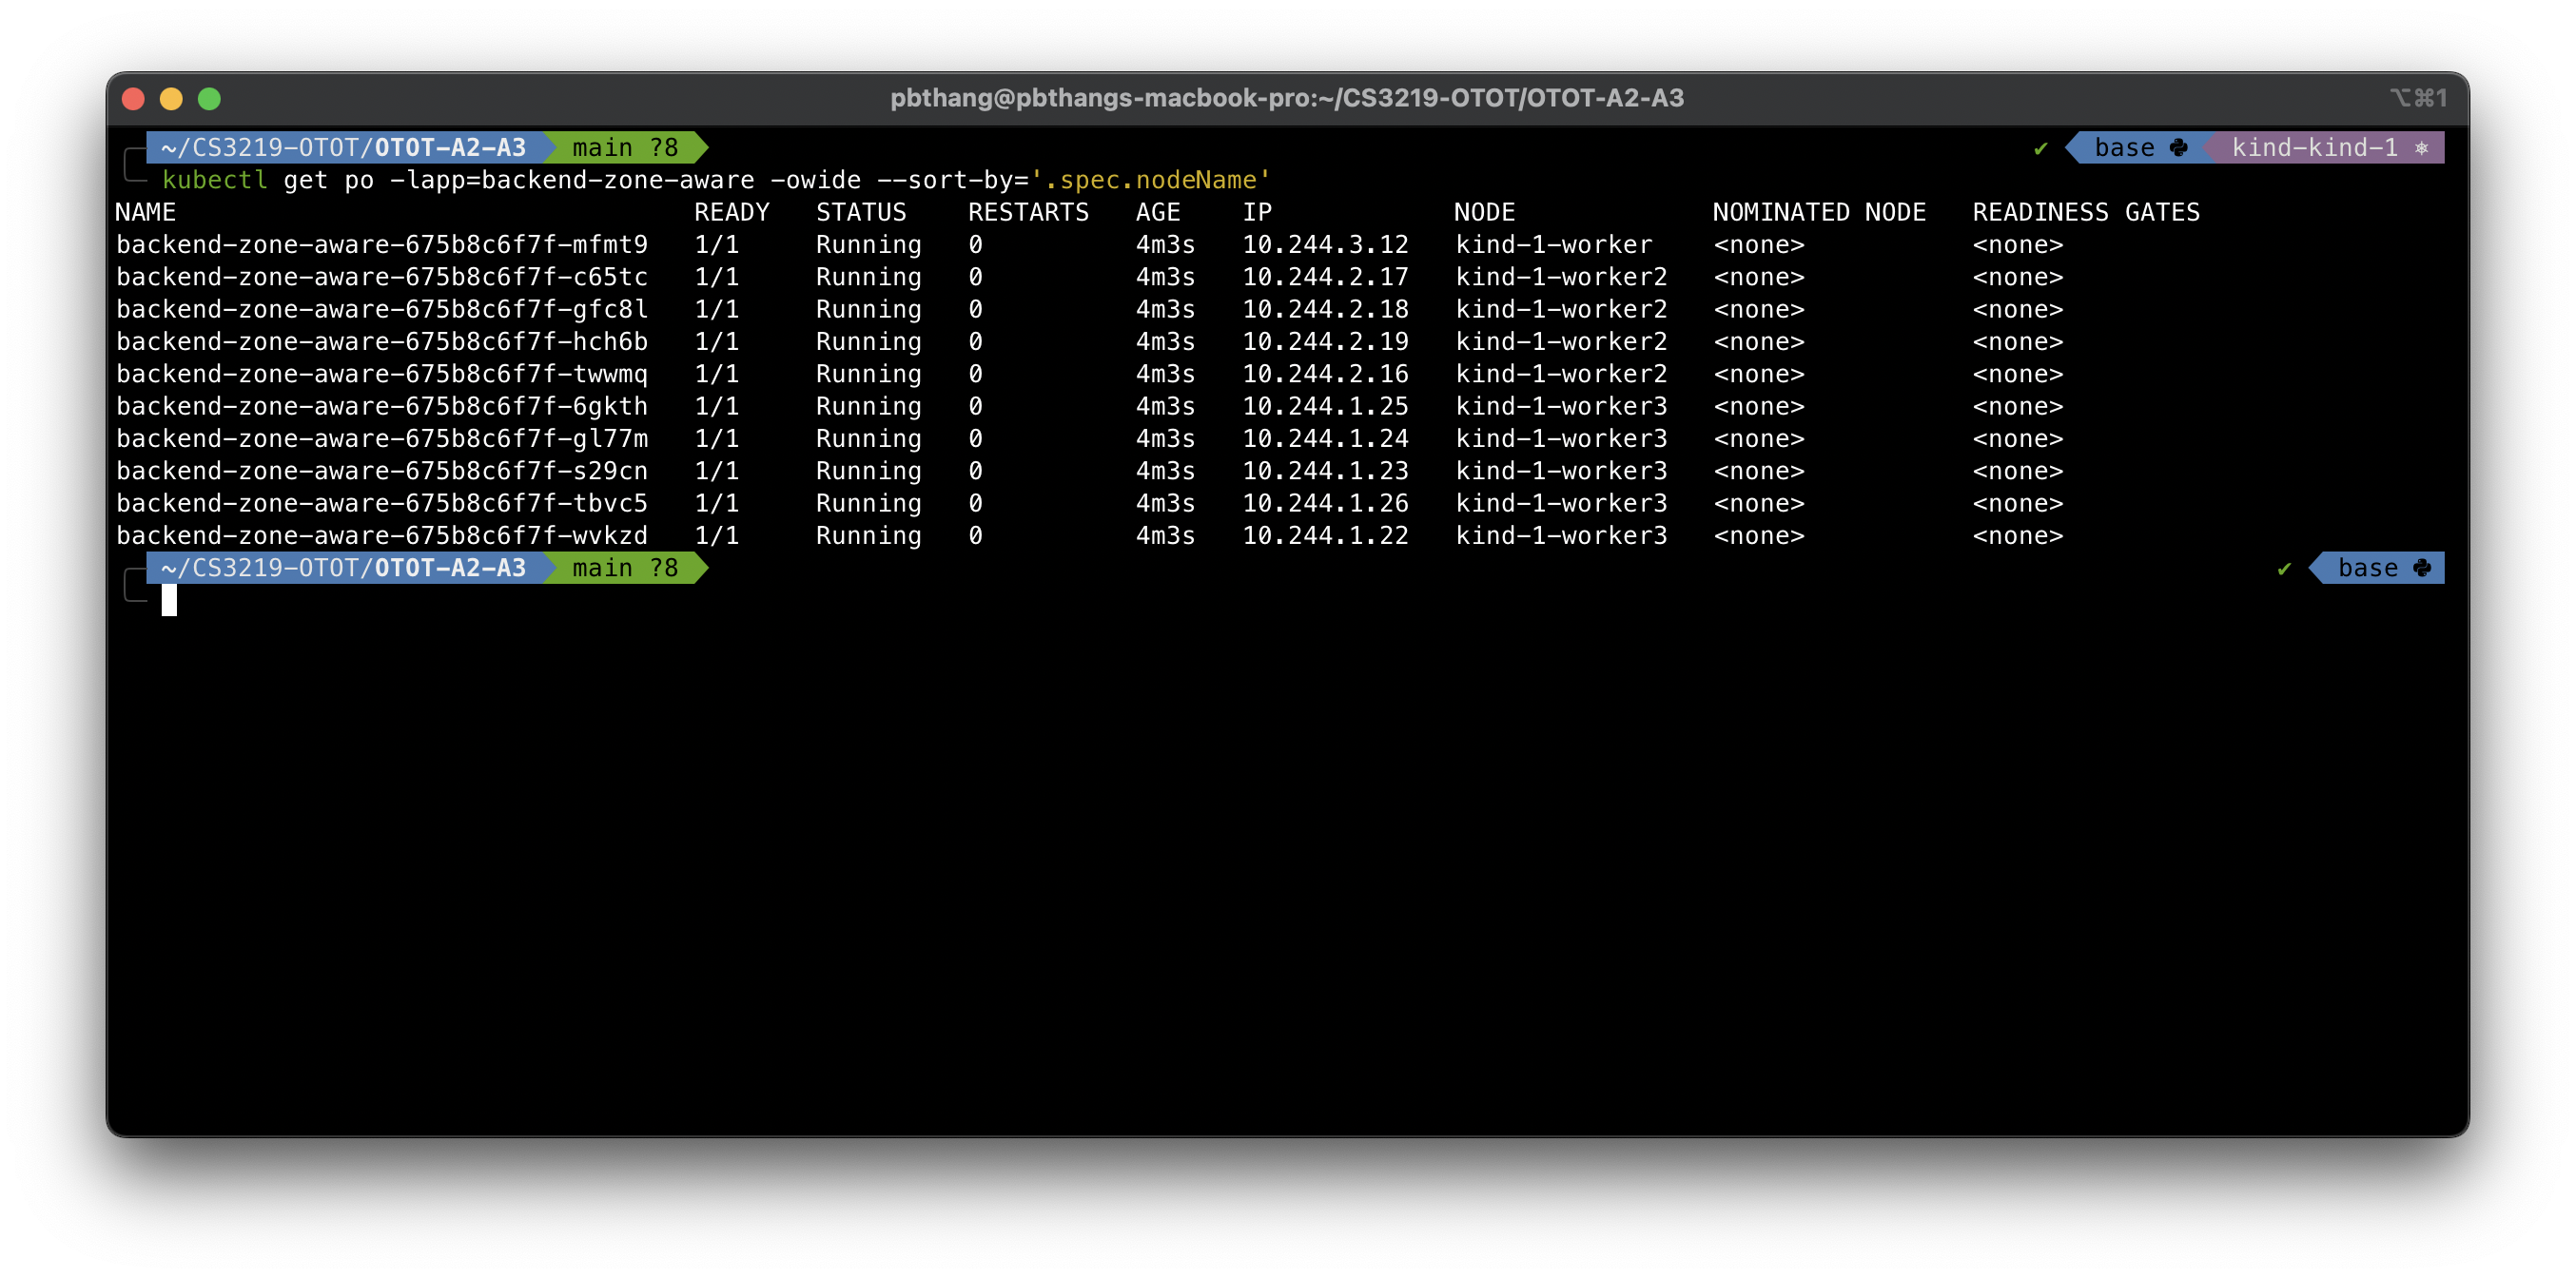 pbthang@pbthangs-macbook-pro:~/CS3219-OTOT/OTOT-A2-A3 ⌥⌘1
~/CS3219-OTOT/OTOT-A2-A3 main ?8 ✔ base kind-kind-1 ⎈
kubectl get po -lapp=backend-zone-aware -owide --sort-by='.spec.nodeName'
NAME READY STATUS RESTARTS AGE IP NODE NOMINATED NODE READINESS GATES
backend-zone-aware-675b8c6f7f-mfmt9 1/1 Running 0 4m3s 10.244.3.12 kind-1-worker <none> <none>
backend-zone-aware-675b8c6f7f-c65tc 1/1 Running 0 4m3s 10.244.2.17 kind-1-worker2 <none> <none>
backend-zone-aware-675b8c6f7f-gfc8l 1/1 Running 0 4m3s 10.244.2.18 kind-1-worker2 <none> <none>
backend-zone-aware-675b8c6f7f-hch6b 1/1 Running 0 4m3s 10.244.2.19 kind-1-worker2 <none> <none>
backend-zone-aware-675b8c6f7f-twwmq 1/1 Running 0 4m3s 10.244.2.16 kind-1-worker2 <none> <none>
backend-zone-aware-675b8c6f7f-6gkth 1/1 Running 0 4m3s 10.244.1.25 kind-1-worker3 <none> <none>
backend-zone-aware-675b8c6f7f-gl77m 1/1 Running 0 4m3s 10.244.1.24 kind-1-worker3 <none> <none>
backend-zone-aware-675b8c6f7f-s29cn 1/1 Running 0 4m3s 10.244.1.23 kind-1-worker3 <none> <none>
backend-zone-aware-675b8c6f7f-tbvc5 1/1 Running 0 4m3s 10.244.1.26 kind-1-worker3 <none> <none>
backend-zone-aware-675b8c6f7f-wvkzd 1/1 Running 0 4m3s 10.244.1.22 kind-1-worker3 <none> <none>
~/CS3219-OTOT/OTOT-A2-A3 main ?8 ✔ base